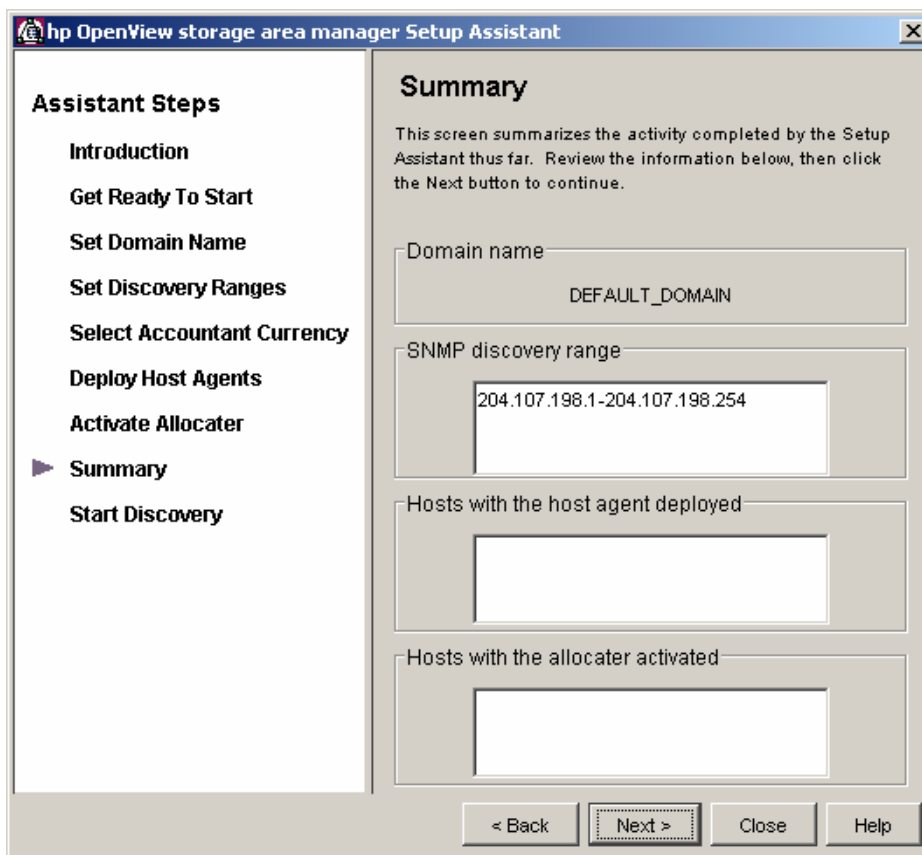 hp OpenView storage area manager Setup Assistant
Assistant Steps
Introduction
Get Ready To Start
Set Domain Name
Set Discovery Ranges
Select Accountant Currency
Deploy Host Agents
Activate Allocater
Summary
Start Discovery
Summary
This screen summarizes the activity completed by the Setup
Assistant thus far. Review the information below, then click
the Next button to continue.
Domain name
DEFAULT_DOMAIN
SNMP discovery range
204.107.198.1-204.107.198.254
Hosts with the host agent deployed
Hosts with the allocater activated
< Back
Next >
Close
Help